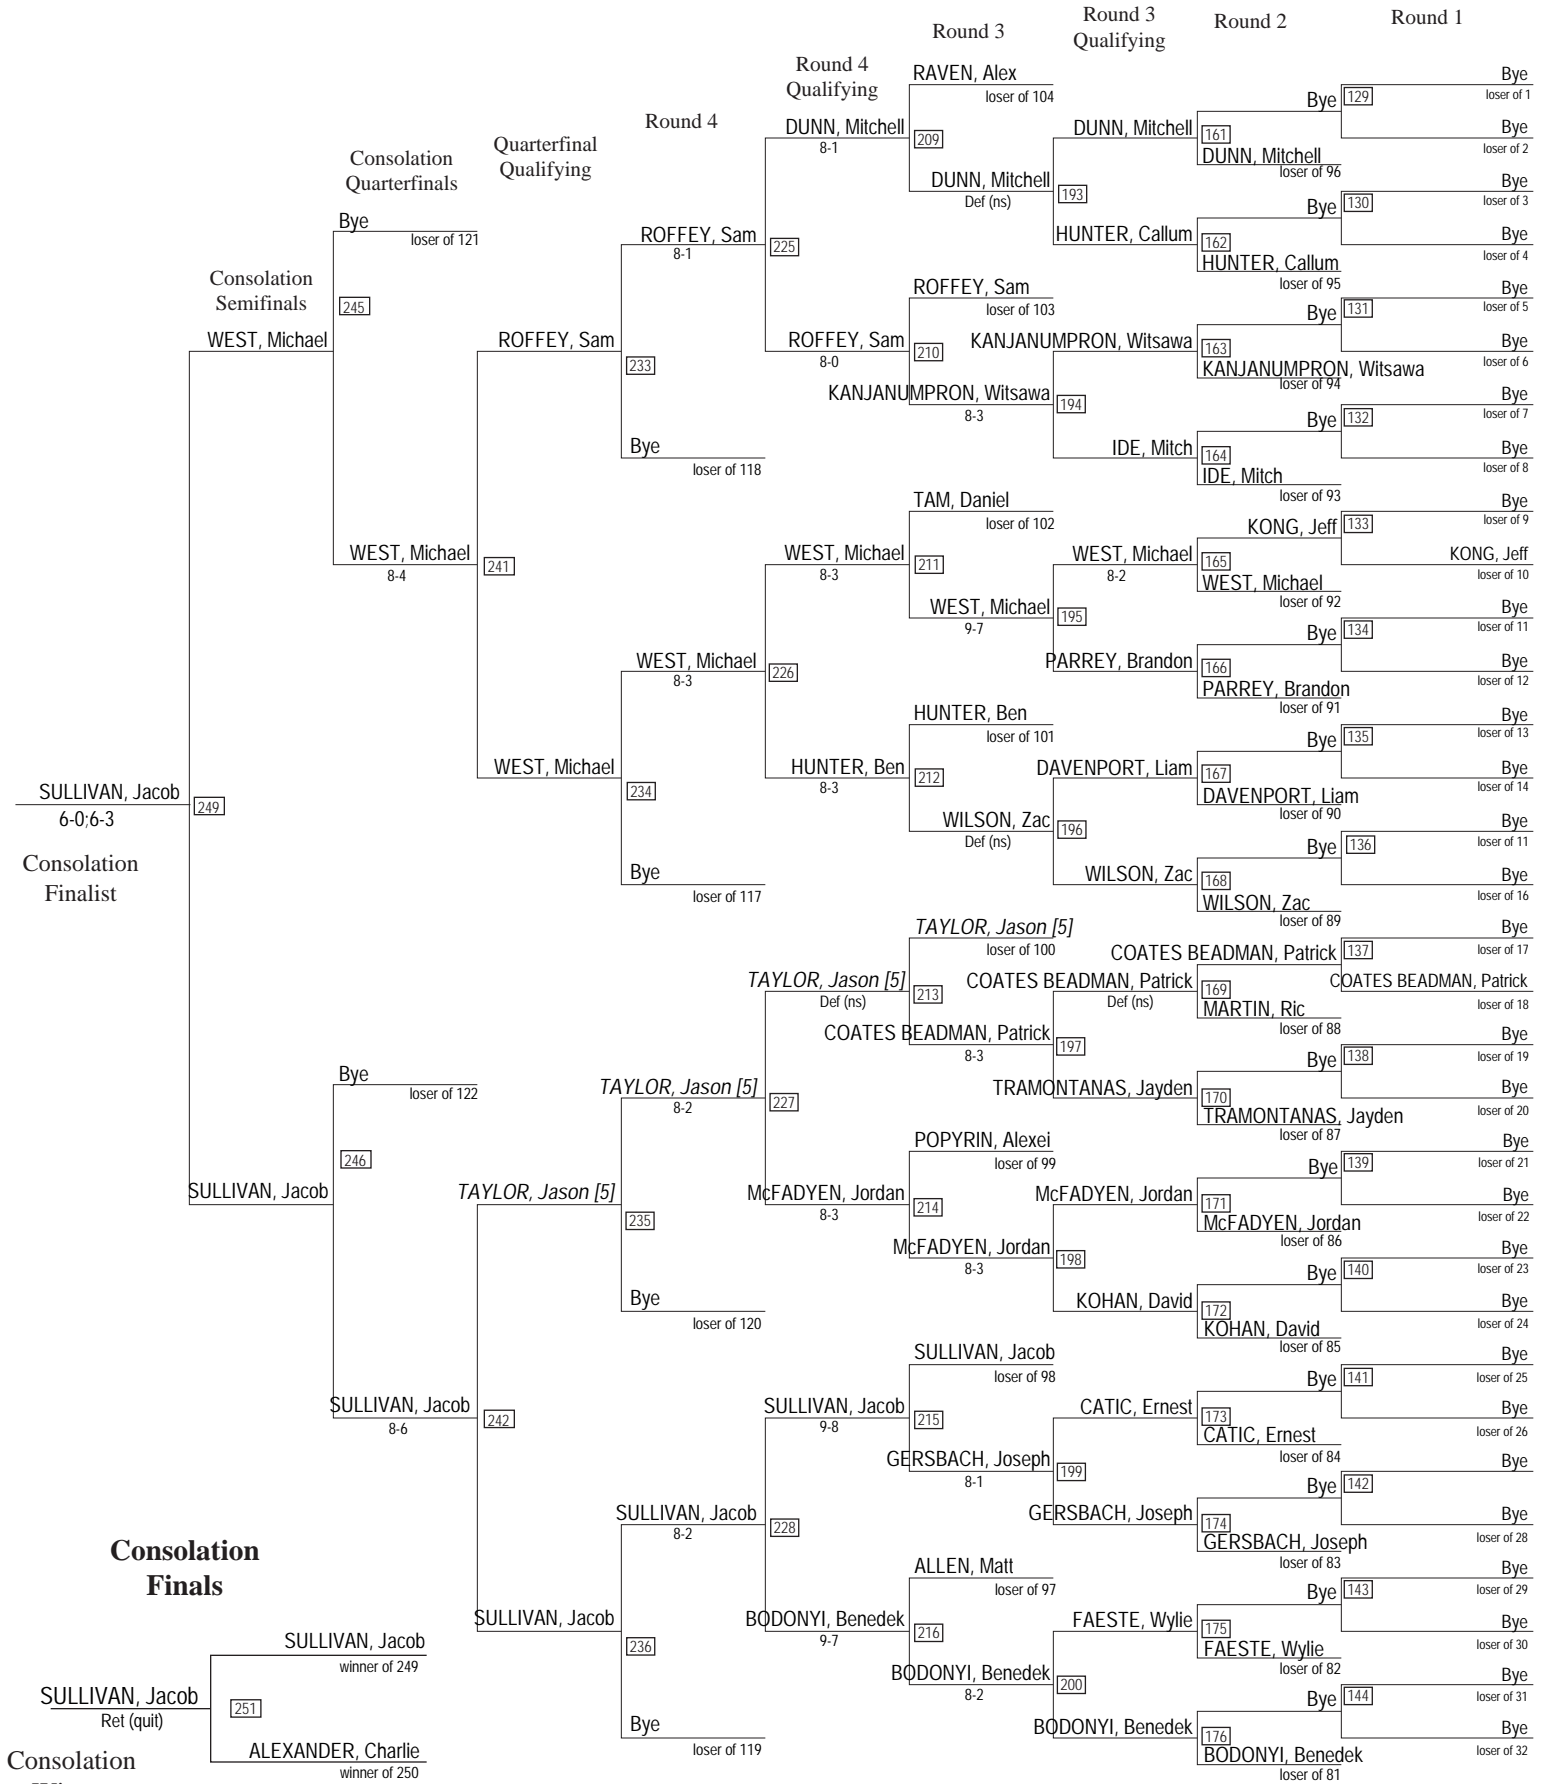 Round 3
Round 3
Qualifying
Round 2
Round 1
Round 4
Qualifying
Round 4
Quarterfinal
Qualifying
Consolation
Quarterfinals
Consolation
Semifinals
Bye
loser of 1
129
Bye
Bye
loser of 2
Bye
loser of 3
130
Bye
Bye
loser of 4
Bye
loser of 5
131
Bye
Bye
loser of 6
Bye
loser of 7
132
Bye
Bye
loser of 8
Bye
loser of 9
133
KONG, Jeff
KONG, Jeff
loser of 10
Bye
loser of 11
134
Bye
Bye
loser of 12
Bye
loser of 13
135
Bye
Bye
loser of 14
Bye
loser of 11
136
Bye
Bye
loser of 16
Bye
loser of 17
137
COATES BEADMAN, Patrick
COATES BEADMAN, Patrick
loser of 18
Bye
loser of 19
138
Bye
Bye
loser of 20
Bye
loser of 21
139
Bye
Bye
loser of 22
Bye
loser of 23
140
Bye
Bye
loser of 24
Bye
loser of 25
141
Bye
Bye
loser of 26
Bye
142
Bye
Bye
loser of 28
Bye
loser of 29
143
Bye
Bye
loser of 30
Bye
loser of 31
144
Bye
Bye
loser of 32
DUNN, Mitchell
161
DUNN, Mitchell
loser of 96
HUNTER, Callum
162
HUNTER, Callum
loser of 95
KANJANUMPRON, Witsawa
163
KANJANUMPRON, Witsawa
loser of 94
IDE, Mitch
164
IDE, Mitch
loser of 93
WEST, Michael
8-2
165
WEST, Michael
loser of 92
PARREY, Brandon
166
PARREY, Brandon
loser of 91
DAVENPORT, Liam
167
DAVENPORT, Liam
loser of 90
WILSON, Zac
168
WILSON, Zac
loser of 89
COATES BEADMAN, Patrick
Def (ns)
169
MARTIN, Ric
loser of 88
TRAMONTANAS, Jayden
170
TRAMONTANAS, Jayden
loser of 87
McFADYEN, Jordan
171
McFADYEN, Jordan
loser of 86
KOHAN, David
172
KOHAN, David
loser of 85
CATIC, Ernest
173
CATIC, Ernest
loser of 84
GERSBACH, Joseph
174
GERSBACH, Joseph
loser of 83
FAESTE, Wylie
175
FAESTE, Wylie
loser of 82
BODONYI, Benedek
176
BODONYI, Benedek
loser of 81
RAVEN, Alex
loser of 104
209
DUNN, Mitchell
Def (ns)
193
ROFFEY, Sam
loser of 103
210
KANJANUMPRON, Witsawa
8-3
194
TAM, Daniel
loser of 102
211
WEST, Michael
9-7
195
HUNTER, Ben
loser of 101
212
WILSON, Zac
Def (ns)
196
TAYLOR, Jason [5]
loser of 100
213
COATES BEADMAN, Patrick
8-3
197
POPYRIN, Alexei
loser of 99
214
McFADYEN, Jordan
8-3
198
SULLIVAN, Jacob
loser of 98
215
GERSBACH, Joseph
8-1
199
ALLEN, Matt
loser of 97
216
BODONYI, Benedek
8-2
200
DUNN, Mitchell
8-1
225
ROFFEY, Sam
8-0
WEST, Michael
8-3
226
HUNTER, Ben
8-3
TAYLOR, Jason [5]
Def (ns)
227
McFADYEN, Jordan
8-3
SULLIVAN, Jacob
9-8
228
BODONYI, Benedek
9-7
ROFFEY, Sam
8-1
233
Bye
loser of 118
WEST, Michael
8-3
234
Bye
loser of 117
TAYLOR, Jason [5]
8-2
235
Bye
loser of 120
SULLIVAN, Jacob
8-2
236
Bye
loser of 119
ROFFEY, Sam
241
WEST, Michael
TAYLOR, Jason [5]
242
SULLIVAN, Jacob
Bye
loser of 121
245
WEST, Michael
8-4
Bye
loser of 122
246
SULLIVAN, Jacob
8-6
WEST, Michael
249
SULLIVAN, Jacob
SULLIVAN, Jacob
6-0;6-3
Consolation
Finalist
Consolation
Finals
SULLIVAN, Jacob
winner of 249
SULLIVAN, Jacob
Ret (quit)
251
ALEXANDER, Charlie
winner of 250
Consolation